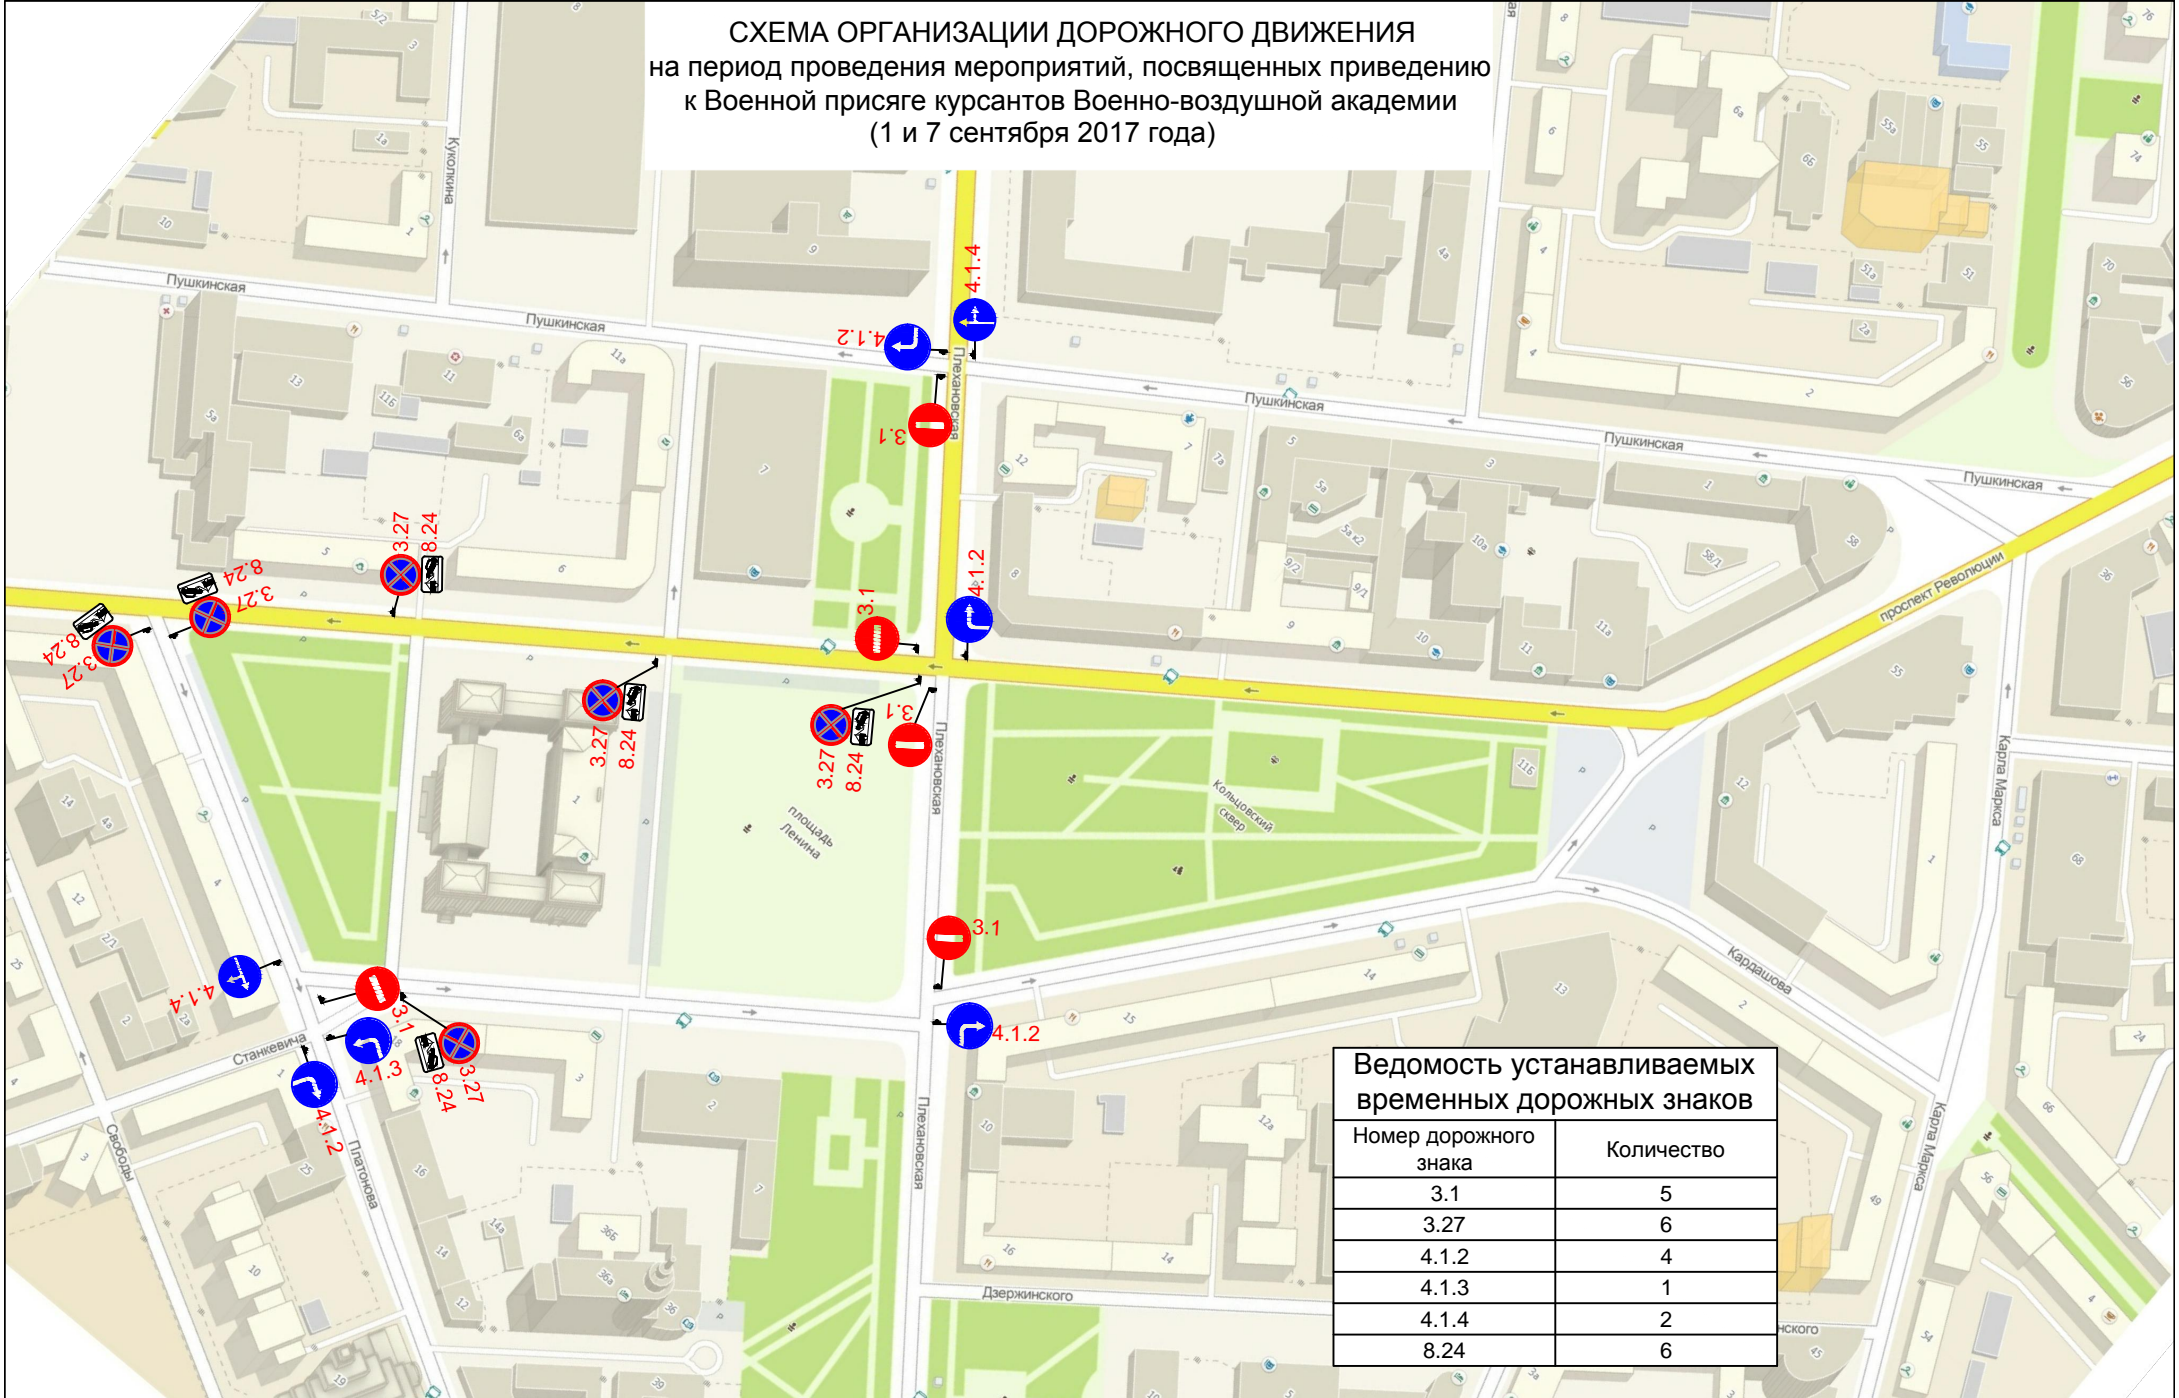 СХЕМА ОРГАНИЗАЦИИ ДОРОЖНОГО ДВИЖЕНИЯ
на период проведения мероприятий, посвященных приведению
к Военной присяге курсантов Военно-воздушной академии
(1 и 7 сентября 2017 года)
Куколкина
Пушкинская
Пушкинская
Пушкинская
Пушкинская
Пушкинская
4.1.4
4.1.2
Плехановская
3.1
3.27
8.24
8.24
3.27
8.24
3.27
3.1
4.1.2
проспект Революции
3.27
8.24
3.27
8.24
3.1
Плехановская
площадь
Ленина
Кольцовский
сквер
Карла Маркса
3.1
Кардашова
4.1.4
3.1
4.1.2
Станкевича
4.1.3
8.24
3.27
4.1.2
Свободы
Платонова
Плехановская
Карла Маркса
Дзержинского
нского
Ведомость устанавливаемых
временных дорожных знаков
Номер дорожного
знака
Количество
3.1 5
3.27 6
4.1.2 4
4.1.3 1
4.1.4 2
8.24 6